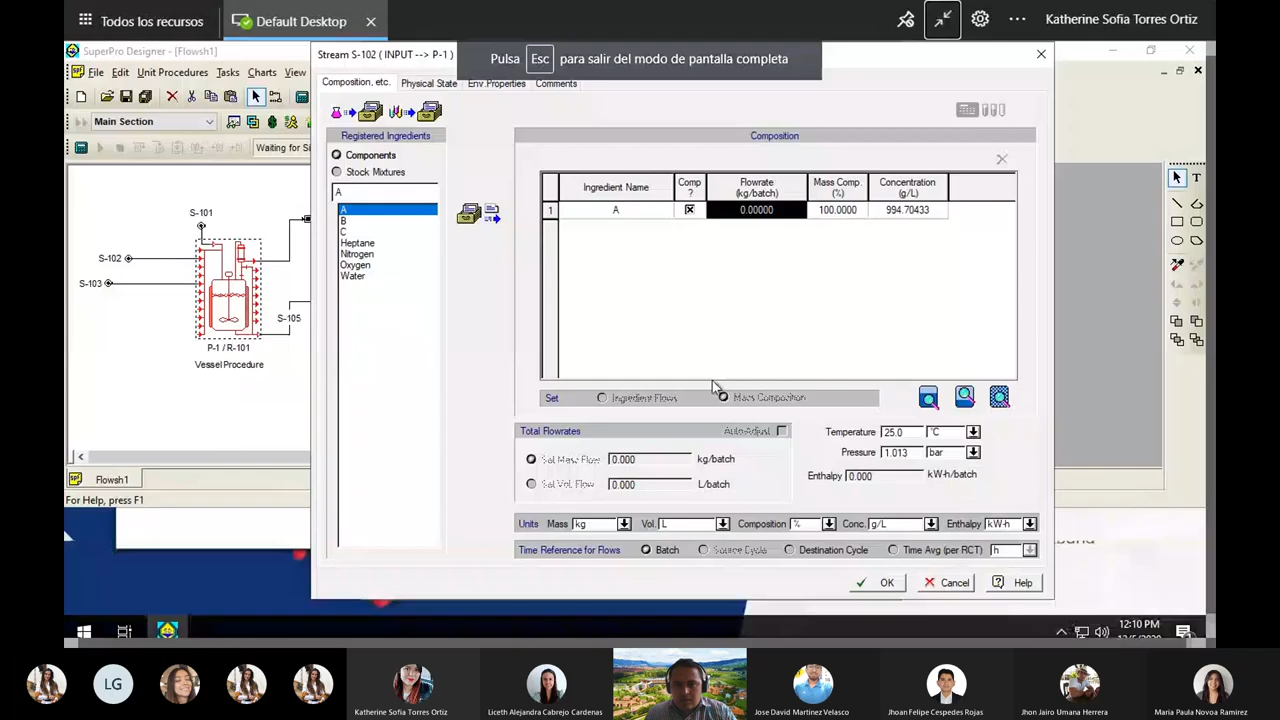 Todos los recursos
Default Desktop
Katherine Sofia Torres Ortiz
SuperPro Designer - [Flowsh1]
File Edit Unit Procedures Tasks Charts View
Main Section
Waiting for Si
S-101
S-102
S-103
S-105
P-1 / R-101
Vessel Procedure
Flowsh1
For Help, press F1
Stream S-102 ( INPUT --> P-1 )
Pulsa Esc para salir del modo de pantalla completa
Composition, etc. Physical State Env.Properties Comments
Registered Ingredients
Components
Stock Mixtures
A
A
B
C
Heptane
Nitrogen
Oxygen
Water
Composition
Ingredient Name Comp ? Flowrate (kg/batch) Mass Comp. (%) Concentration (g/L)
1 A 0.00000 100.0000 994.70433
Set Ingredient Flows Mass Composition
Total Flowrates Auto-Adjust
Set Mass Flow 0.000 kg/batch
Set Vol. Flow 0.000 L/batch
Temperature 25.0 °C
Pressure 1.013 bar
Enthalpy 0.000 kW-h/batch
Units Mass kg Vol. L Composition % Conc. g/L Enthalpy kW-h
Time Reference for Flows Batch Source Cycle Destination Cycle Time Avg (per RCT) h
OK Cancel Help
12:10 PM
LG
Katherine Sofia Torres Ortiz
Liceth Alejandra Cabrejo Cardenas
Jose David Martinez Velasco
Jhoan Felipe Cespedes Rojas
Jhon Jairo Umana Herrera
Maria Paula Novoa Ramirez